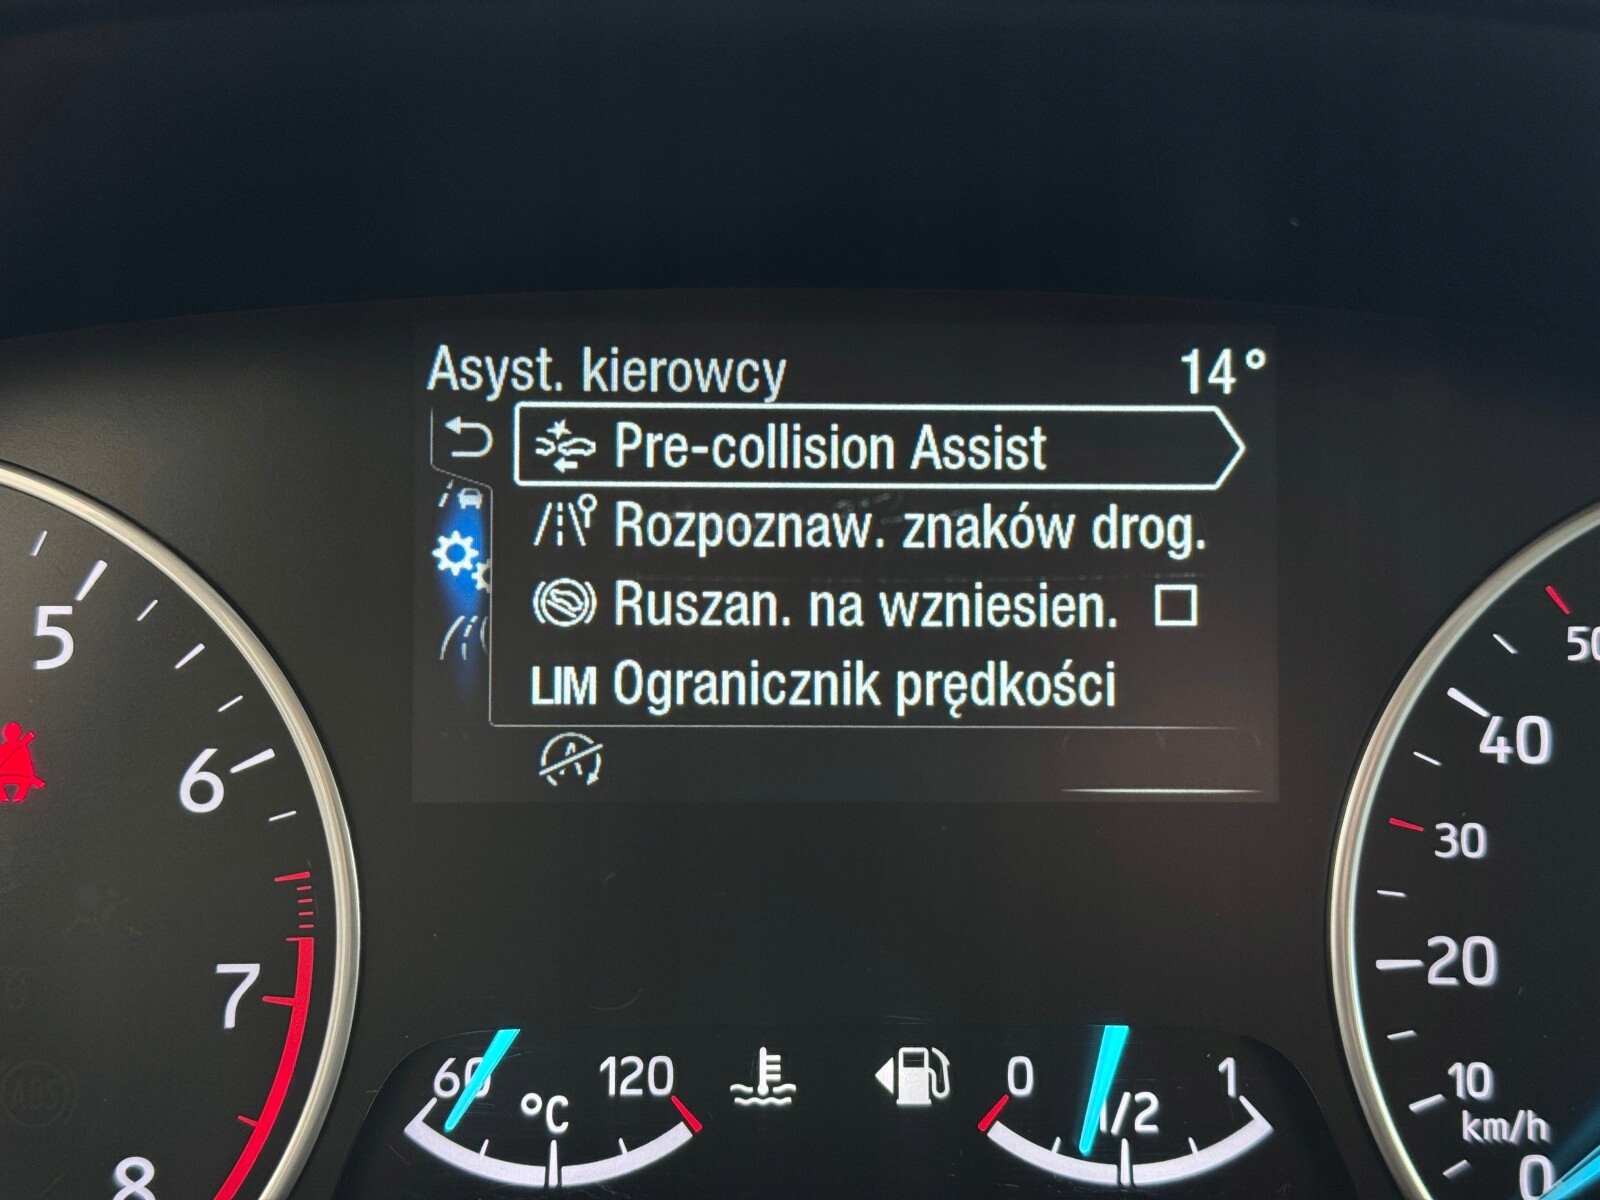 Asyst. kierowcy 14°
Pre-collision Assist
Rozpoznaw. znaków drog.
Ruszan. na wzniesien.
LIM Ogranicznik prędkości
A
5
6
7
8
50
40
30
20
10
km/h
0
60 °C 120
0 1/2 1
ABS